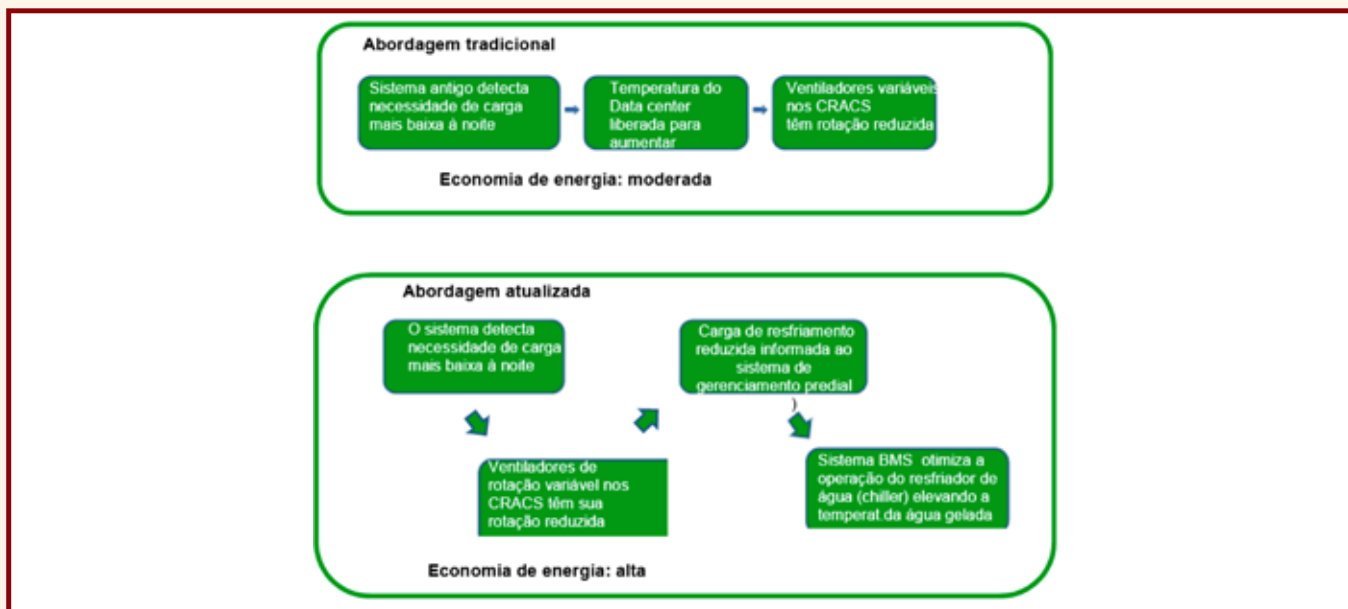 Abordagem tradicional
Sistema antigo detecta
necessidade de carga
mais baixa à noite
Temperatura do
Data center
liberada para
aumentar
Ventiladores variáveis
nos CRACS
têm rotação reduzida
Economia de energia: moderada
Abordagem atualizada
O sistema detecta
necessidade de carga
mais baixa à noite
Ventiladores de
rotação variável nos
CRACS têm sua
rotação reduzida
Carga de resfriamento
reduzida informada ao
sistema de
gerenciamento predial
)
Sistema BMS otimiza a
operação do resfriador de
água (chiller) elevando a
temperat.da água gelada
Economia de energia: alta